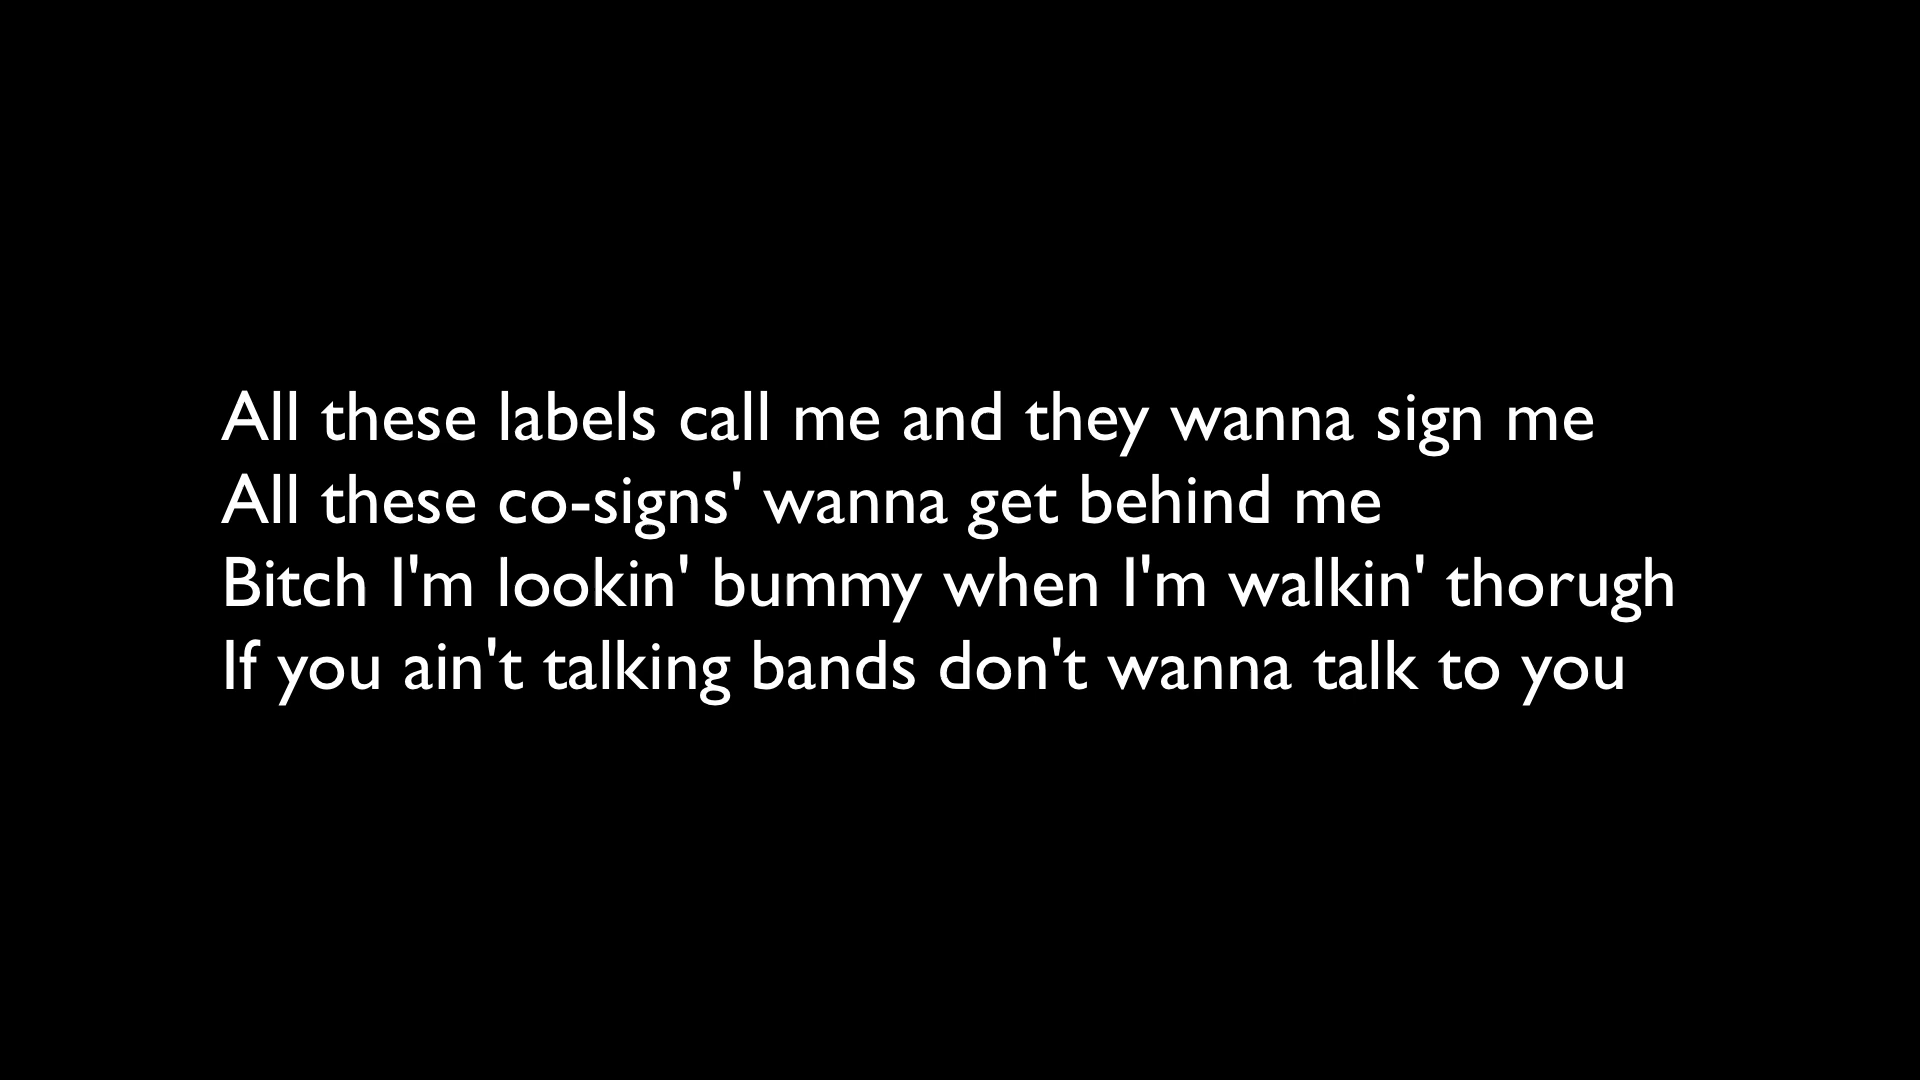 All these labels call me and they wanna sign me
All these co-signs' wanna get behind me
Bitch I'm lookin' bummy when I'm walkin' thorugh
If you ain't talking bands don't wanna talk to you